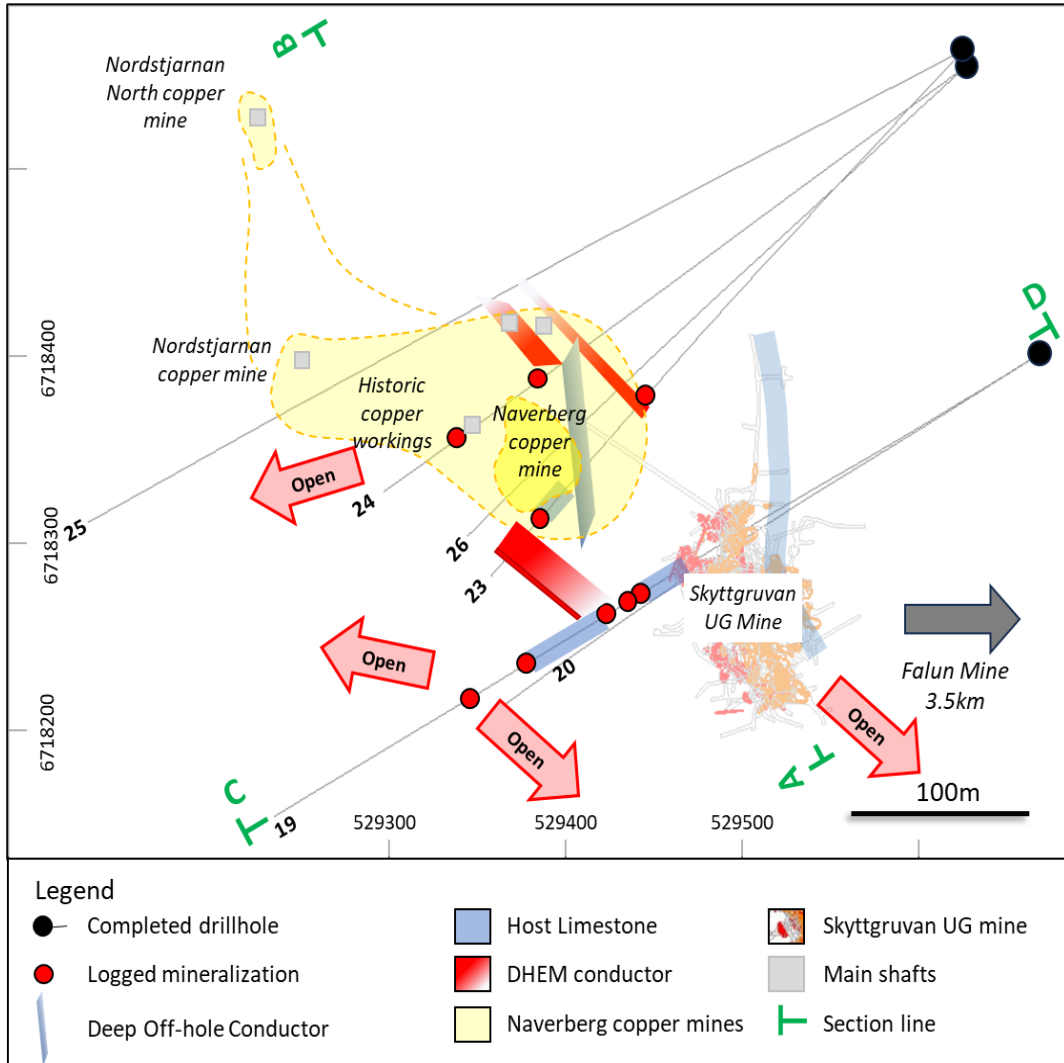 B
Nordstjarnan
North copper
mine
D
6718400
Nordstjarnan
copper mine
Historic
copper
workings
Naverberg
copper
mine
Open
24
25
26
6718300
23
Skyttgruvan
UG Mine
Open
20
Falun Mine
3.5km
6718200
Open
Open
A
C
19
529300
529400
529500
100m
Legend
Completed drillhole
Host Limestone
Skyttgruvan UG mine
Logged mineralization
DHEM conductor
Main shafts
Deep Off-hole Conductor
Naverberg copper mines
Section line